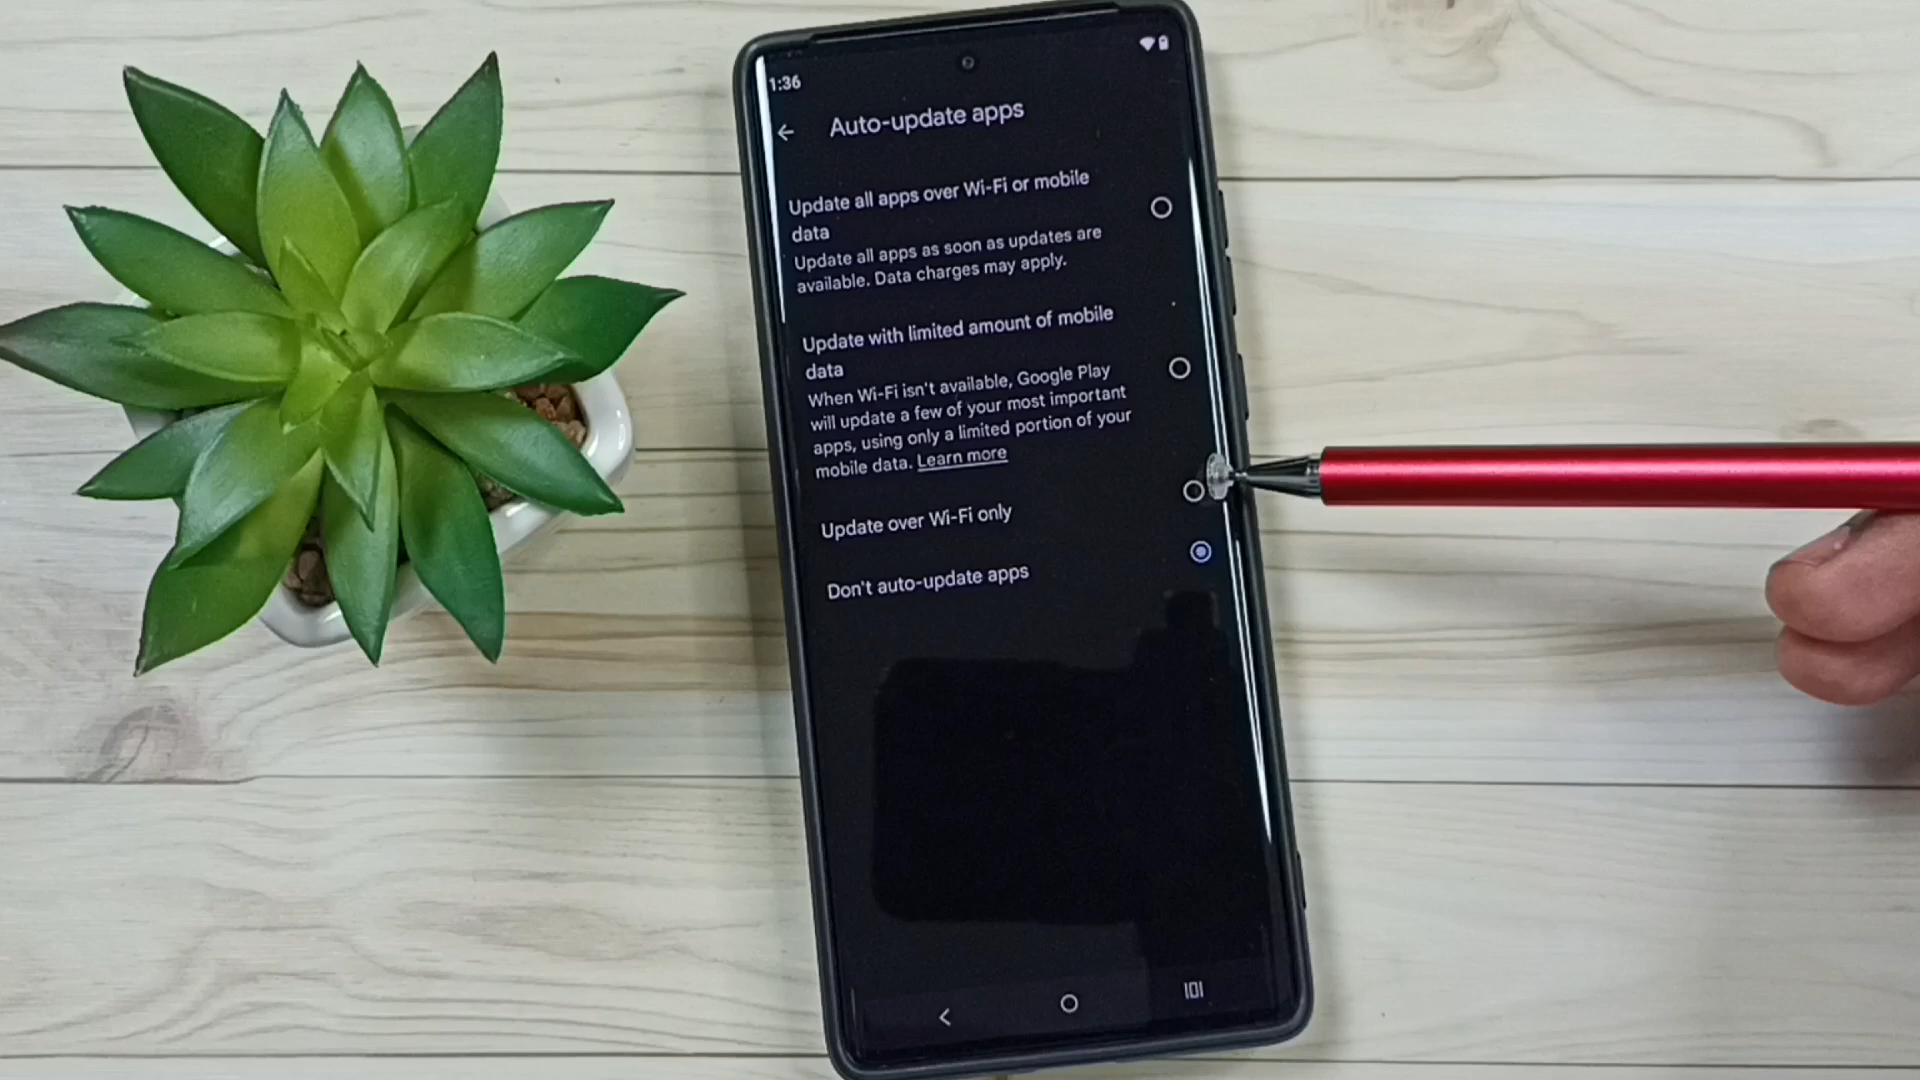 1:36
Auto-update apps
Update all apps over Wi-Fi or mobile
data
Update all apps as soon as updates are
available. Data charges may apply.
Update with limited amount of mobile
data
When Wi-Fi isn't available, Google Play
will update a few of your most important
apps, using only a limited portion of your
mobile data. Learn more
Update over Wi-Fi only
Don't auto-update apps